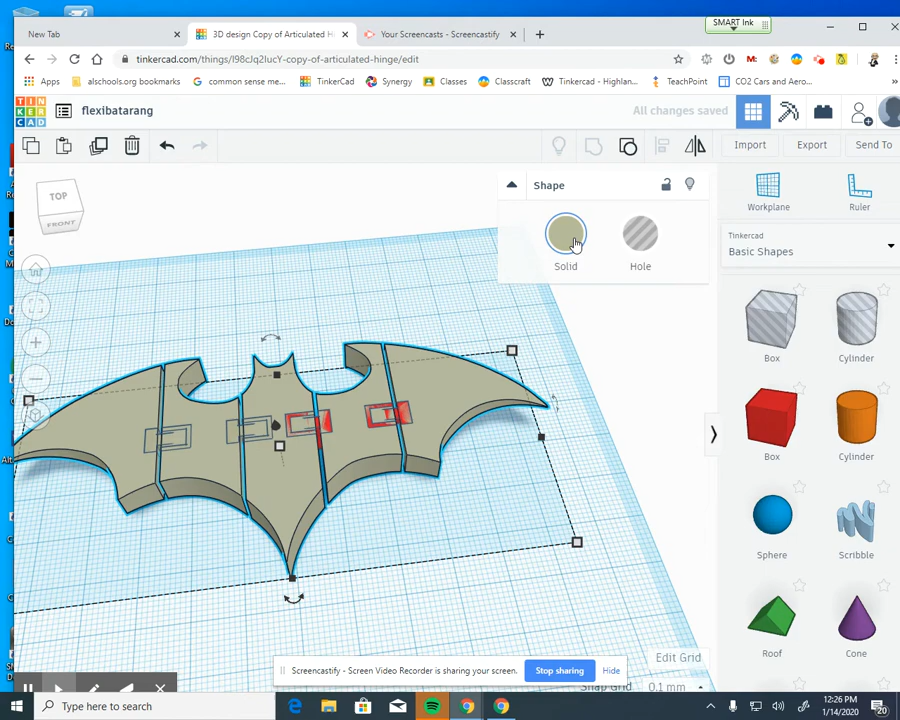 SMART Ink
New Tab
3D design Copy of Articulated H
Your Screencasts - Screencastify
tinkercad.com/things/l98cJq2lucY-copy-of-articulated-hinge/edit
Apps
alschools.org bookmarks
common sense me...
TinkerCad
Synergy
Classes
Classcraft
Tinkercad - Highlan...
TeachPoint
CO2 Cars and Aero...
TIN
KER
CAD
flexibatarang
All changes saved
Import
Export
Send To
TOP
FRONT
Shape
Solid
Hole
Workplane
Ruler
Tinkercad
Basic Shapes
Box
Cylinder
Box
Cylinder
Sphere
Scribble
Roof
Cone
Edit Grid
Snap Grid
0.1 mm
Screencastify - Screen Video Recorder is sharing your screen.
Stop sharing
Hide
Type here to search
12:26 PM
1/14/2020
20